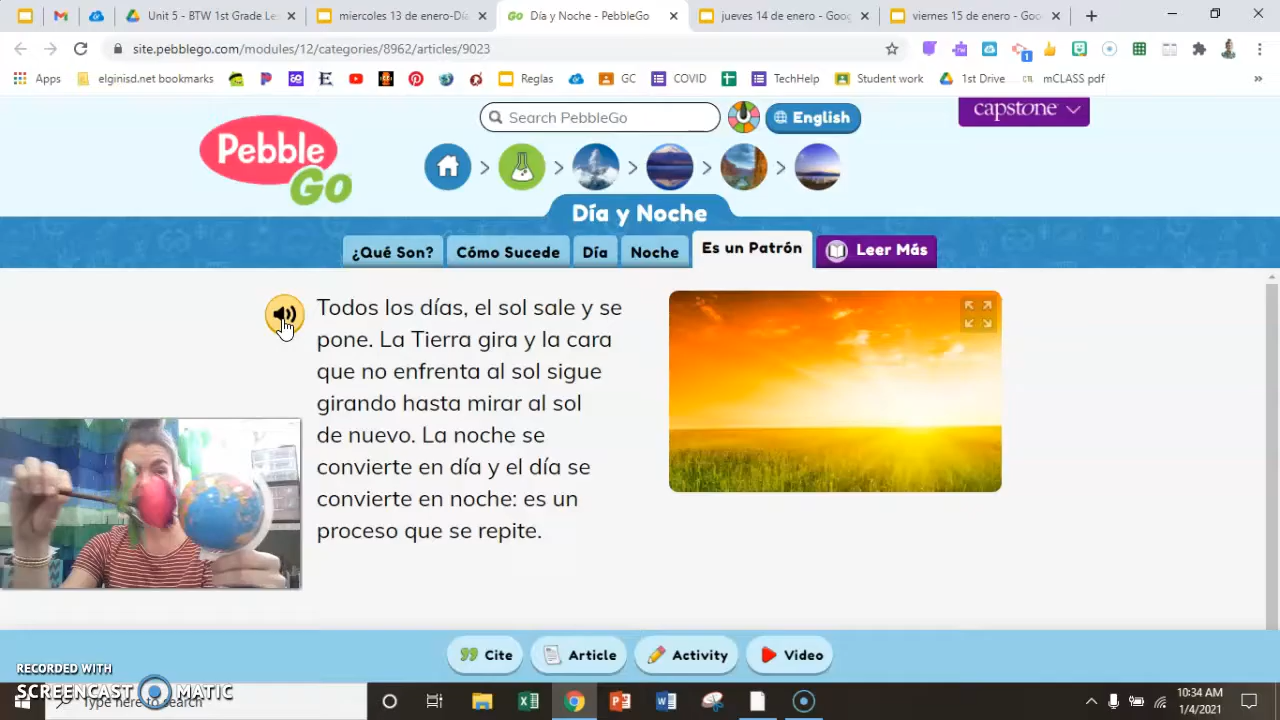 Unit 5 - BTW 1st Grade Le
miercoles 13 de enero-Día
Día y Noche - PebbleGo
jueves 14 de enero - Goog
viernes 15 de enero - Goo
site.pebblego.com/modules/12/categories/8962/articles/9023
Apps
elginisd.net bookmarks
Reglas
GC
COVID
TechHelp
Student work
1st Drive
mCLASS pdf
Search PebbleGo
English
capstone
Pebble
Go
Día y Noche
¿Qué Son?
Cómo Sucede
Día
Noche
Es un Patrón
Leer Más
Todos los días, el sol sale y se
pone. La Tierra gira y la cara
que no enfrenta al sol sigue
girando hasta mirar al sol
de nuevo. La noche se
convierte en día y el día se
convierte en noche: es un
proceso que se repite.
Cite
Article
Activity
Video
RECORDED WITH
SCREENCAST MATIC
Type here to search
10:34 AM
1/4/2021